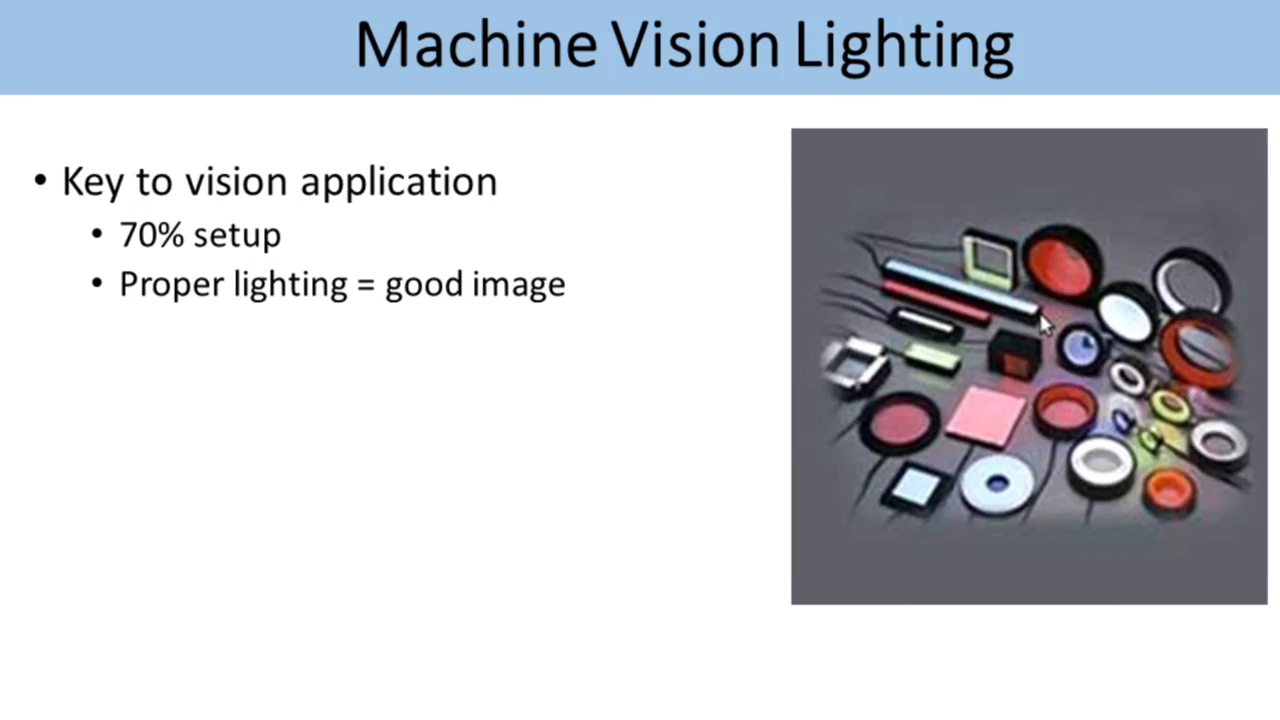 Machine Vision Lighting
• Key to vision application
• 70% setup
• Proper lighting = good image